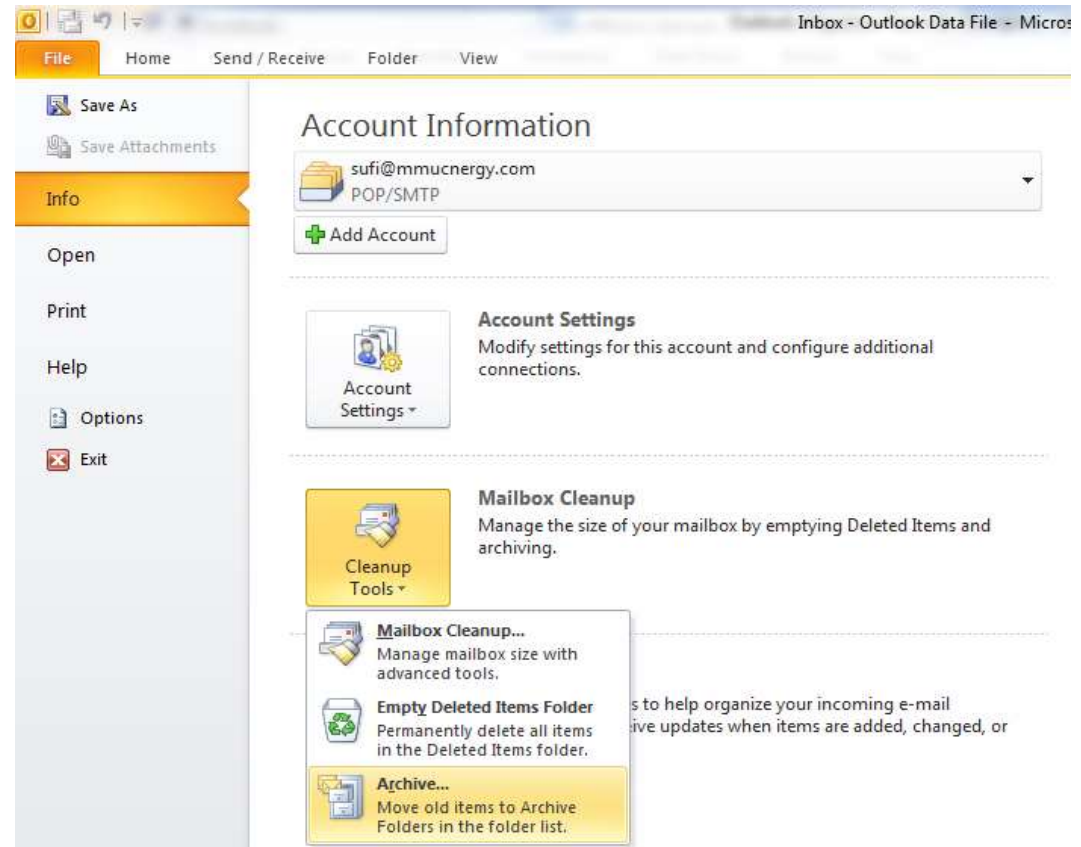 Inbox - Outlook Data File - Micros
File Home Send / Receive Folder View
Save As
Save Attachments
Info
Open
Print
Help
Options
Exit
Account Information
sufi@mmucnergy.com
POP/SMTP
Add Account
Account Settings
Account Settings
Modify settings for this account and configure additional
connections.
Cleanup
Tools
Mailbox Cleanup
Manage the size of your mailbox by emptying Deleted Items and
archiving.
Mailbox Cleanup...
Manage mailbox size with
advanced tools.
Empty Deleted Items Folder
Permanently delete all items
in the Deleted Items folder.
Archive...
Move old items to Archive
Folders in the folder list.
s to help organize your incoming e-mail
ive updates when items are added, changed, or